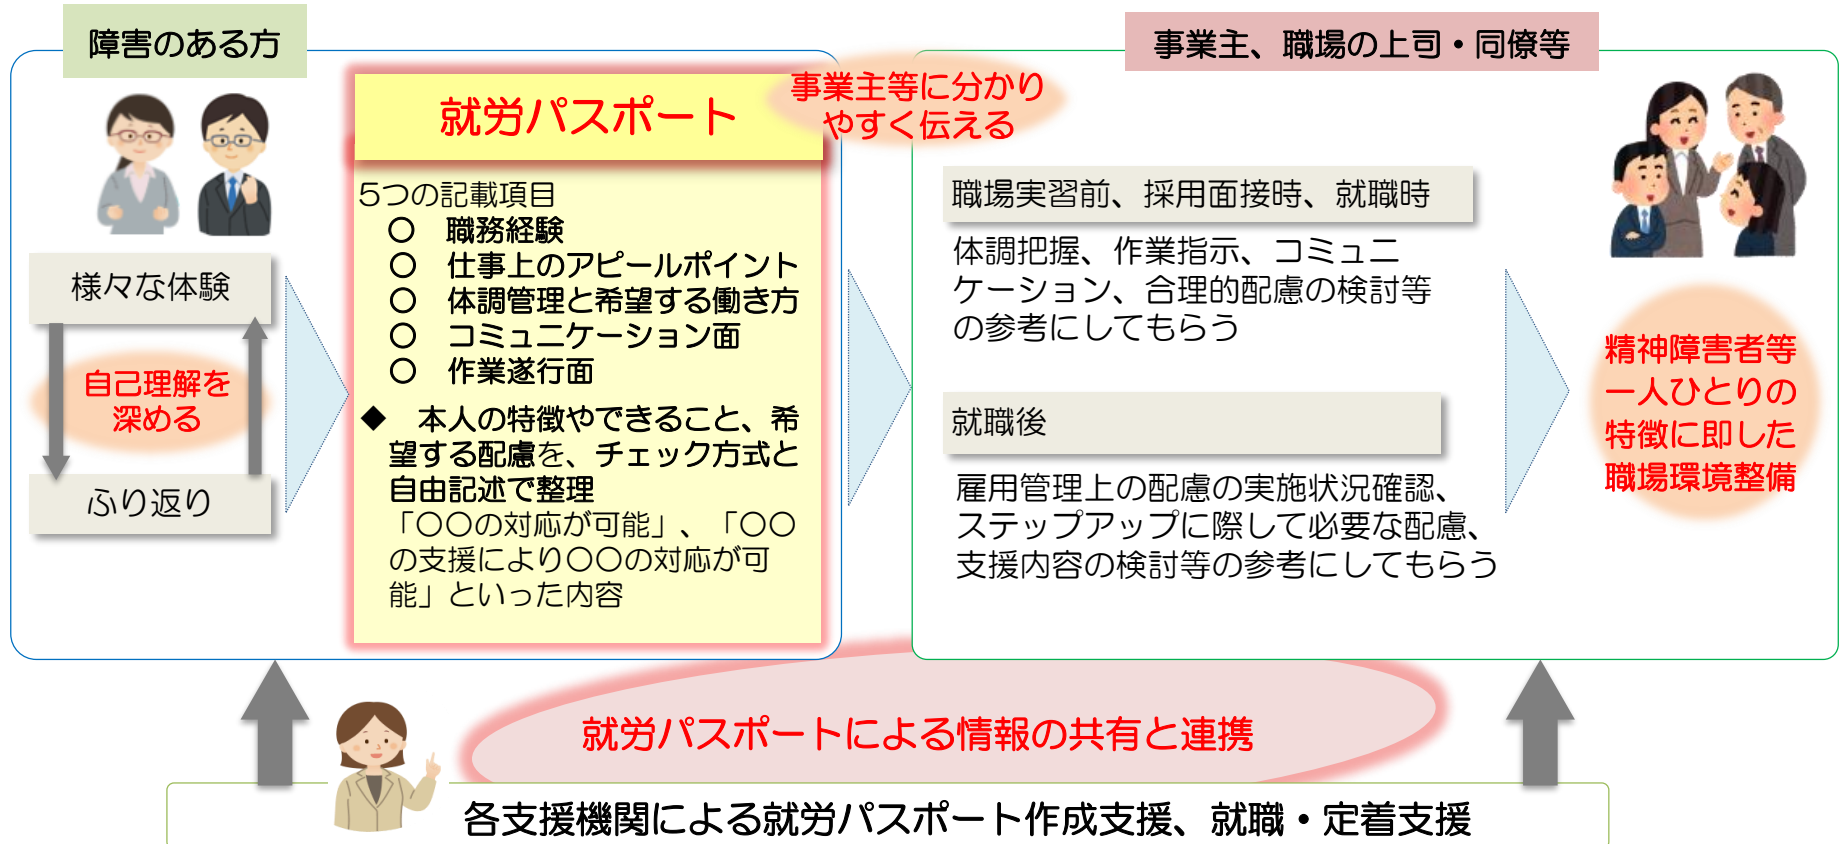 障害のある方
様々な体験
自己理解を
深める
ふり返り
就労パスポート
事業主等に分かり
やすく伝える
5つの記載項目
○ 職務経験
○ 仕事上のアピールポイント
○ 体調管理と希望する働き方
○ コミュニケーション面
○ 作業遂行面
◆ 本人の特徴やできること、希
望する配慮を、チェック方式と
自由記述で整理
「○○の対応が可能」、「○○
の支援により○○の対応が可
能」といった内容
事業主、職場の上司・同僚等
職場実習前、採用面接時、就職時
体調把握、作業指示、コミュニ
ケーション、合理的配慮の検討等
の参考にしてもらう
就職後
雇用管理上の配慮の実施状況確認、
ステップアップに際して必要な配慮、
支援内容の検討等の参考にしてもらう
精神障害者等
一人ひとりの
特徴に即した
職場環境整備
就労パスポートによる情報の共有と連携
各支援機関による就労パスポート作成支援、就職・定着支援